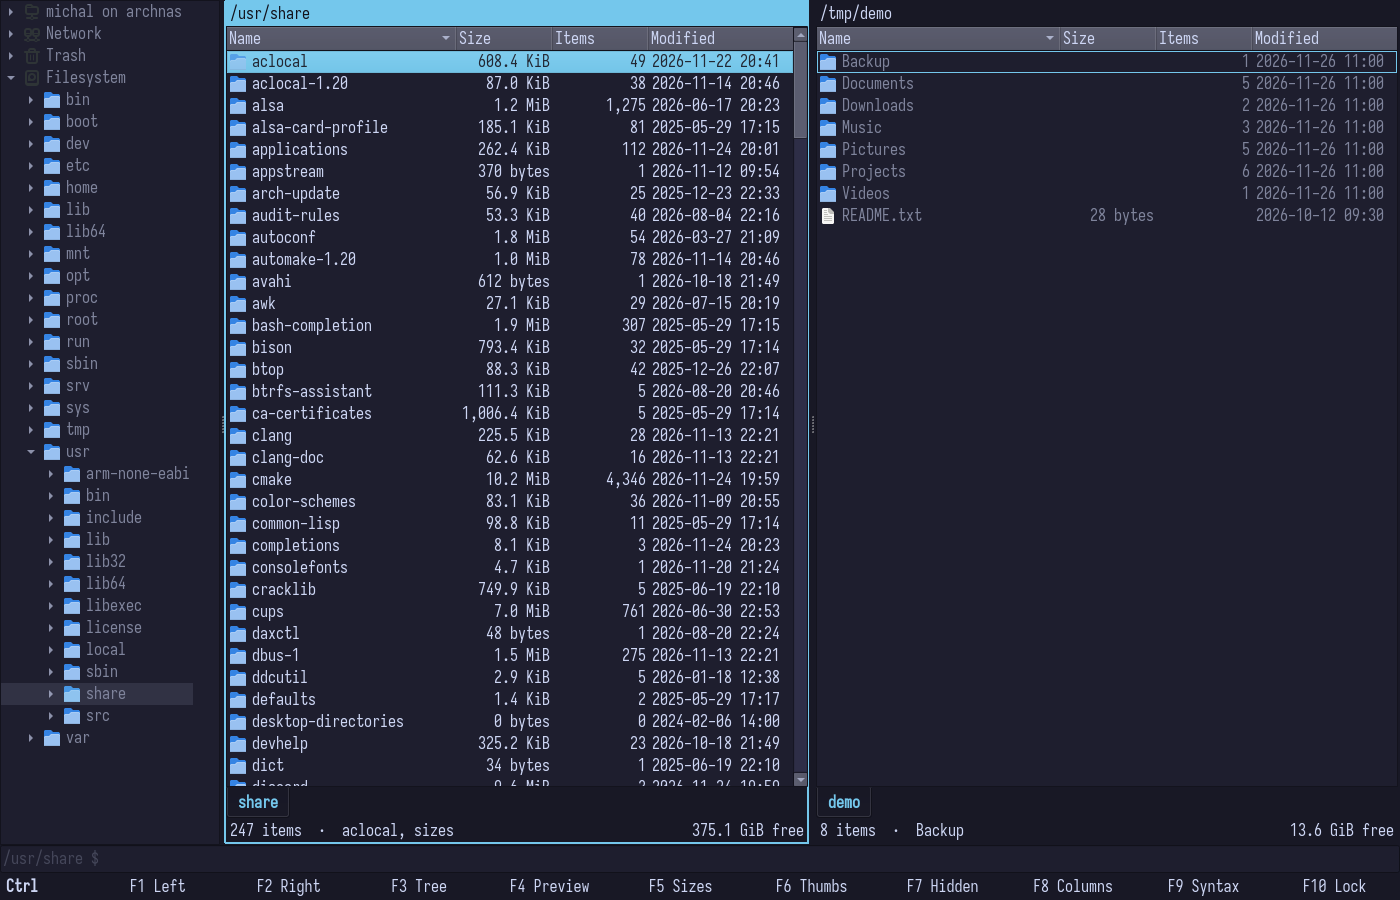 michal on archnas
Network
Trash
Filesystem
bin
boot
dev
etc
home
lib
lib64
mnt
opt
proc
root
run
sbin
srv
sys
tmp
usr
arm-none-eabi
bin
include
lib
lib32
lib64
libexec
license
local
sbin
share
src
var
/usr/share
Name Size Items Modified
aclocal 608.4 KiB 49 2026-11-22 20:41
aclocal-1.20 87.0 KiB 38 2026-11-14 20:46
alsa 1.2 MiB 1,275 2026-06-17 20:23
alsa-card-profile 185.1 KiB 81 2025-05-29 17:15
applications 262.4 KiB 112 2026-11-24 20:01
appstream 370 bytes 1 2026-11-12 09:54
arch-update 56.9 KiB 25 2025-12-23 22:33
audit-rules 53.3 KiB 40 2026-08-04 22:16
autoconf 1.8 MiB 54 2026-03-27 21:09
automake-1.20 1.0 MiB 78 2026-11-14 20:46
avahi 612 bytes 1 2026-10-18 21:49
awk 27.1 KiB 29 2026-07-15 20:19
bash-completion 1.9 MiB 307 2025-05-29 17:15
bison 793.4 KiB 32 2025-05-29 17:14
btop 88.3 KiB 42 2025-12-26 22:07
btrfs-assistant 111.3 KiB 5 2026-08-20 20:46
ca-certificates 1,006.4 KiB 5 2025-05-29 17:14
clang 225.5 KiB 28 2026-11-13 22:21
clang-doc 62.6 KiB 16 2026-11-13 22:21
cmake 10.2 MiB 4,346 2026-11-24 19:59
color-schemes 83.1 KiB 36 2026-11-09 20:55
common-lisp 98.8 KiB 11 2025-05-29 17:14
completions 8.1 KiB 3 2026-11-24 20:23
consolefonts 4.7 KiB 1 2026-11-20 21:24
cracklib 749.9 KiB 5 2025-06-19 22:10
cups 7.0 MiB 761 2026-06-30 22:53
daxctl 48 bytes 1 2026-08-20 22:24
dbus-1 1.5 MiB 275 2026-11-13 22:21
ddcutil 2.9 KiB 5 2026-01-18 12:38
defaults 1.4 KiB 2 2025-05-29 17:17
desktop-directories 0 bytes 0 2024-02-06 14:00
devhelp 325.2 KiB 23 2026-10-18 21:49
dict 34 bytes 1 2025-06-19 22:10
share
247 items · aclocal, sizes 375.1 GiB free
/tmp/demo
Name Size Items Modified
Backup 1 2026-11-26 11:00
Documents 5 2026-11-26 11:00
Downloads 2 2026-11-26 11:00
Music 3 2026-11-26 11:00
Pictures 5 2026-11-26 11:00
Projects 6 2026-11-26 11:00
Videos 1 2026-11-26 11:00
README.txt 28 bytes 2026-10-12 09:30
demo
8 items · Backup 13.6 GiB free
/usr/share $
Ctrl F1 Left F2 Right F3 Tree F4 Preview F5 Sizes F6 Thumbs F7 Hidden F8 Columns F9 Syntax F10 Lock